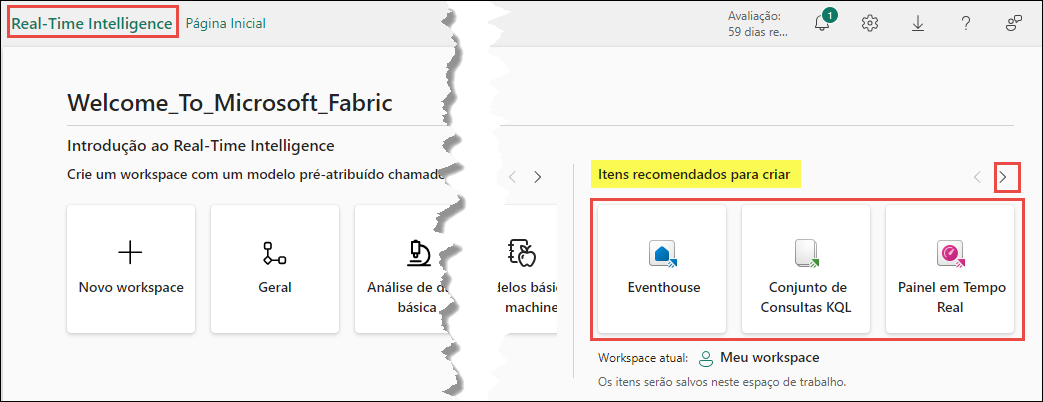 Real-Time Intelligence Página Inicial
Avaliação:
59 dias re...
1
Welcome_To_Microsoft_Fabric
Introdução ao Real-Time Intelligence
Crie um workspace com um modelo pré-atribuído chamado
Novo workspace
Geral
Análise de d
básica
delos básic
machine
Itens recomendados para criar
Eventhouse
Conjunto de
Consultas KQL
Painel em Tempo
Real
Workspace atual: Meu workspace
Os itens serão salvos neste espaço de trabalho.